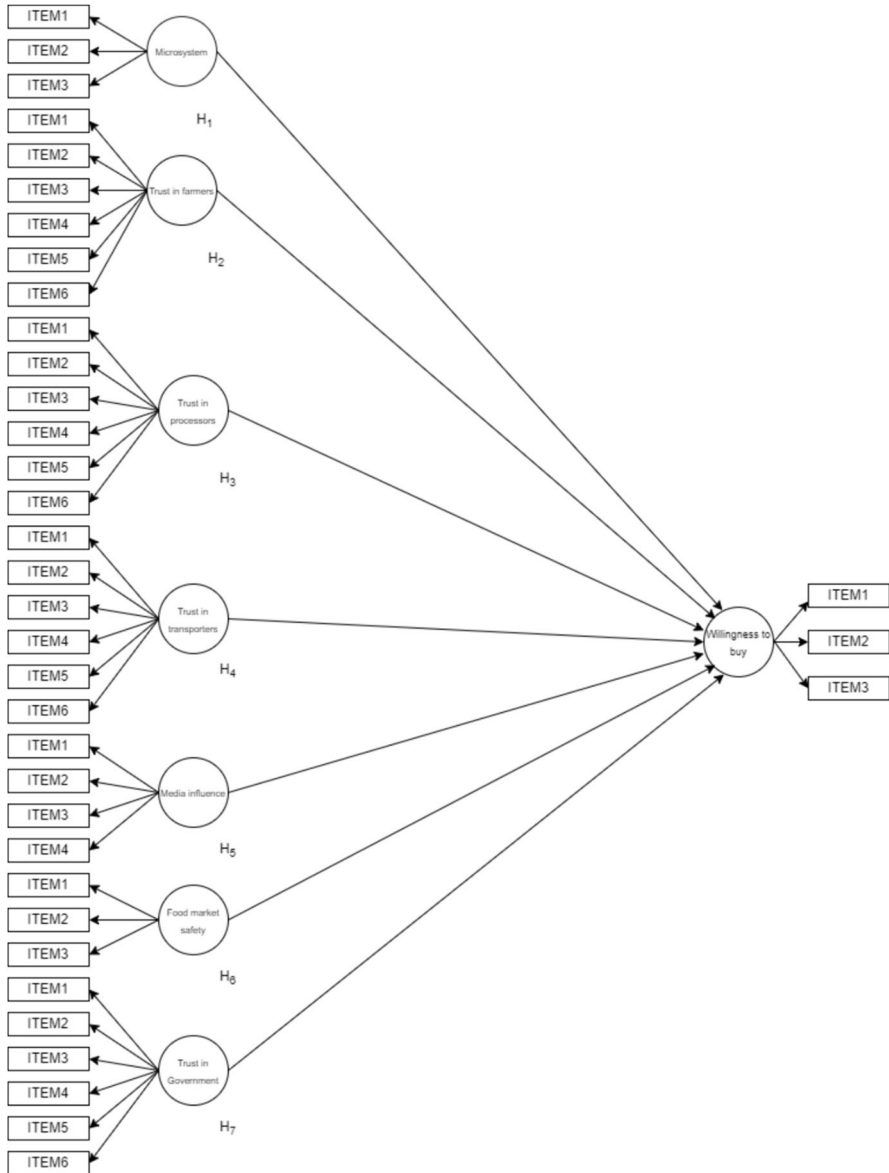 ITEM1
ITEM2
ITEM3
Microsystem
H1
ITEM1
ITEM2
ITEM3
ITEM4
ITEM5
ITEM6
Trust in farmers
H2
ITEM1
ITEM2
ITEM3
ITEM4
ITEM5
ITEM6
Trust in
processors
H3
ITEM1
ITEM2
ITEM3
ITEM4
ITEM5
ITEM6
Trust in
transporters
H4
ITEM1
ITEM2
ITEM3
ITEM4
Media influence
H5
ITEM1
ITEM2
ITEM3
Food market
safety
H6
ITEM1
ITEM2
ITEM3
ITEM4
ITEM5
ITEM6
Trust in
Government
H7
Willingness to
buy
ITEM1
ITEM2
ITEM3